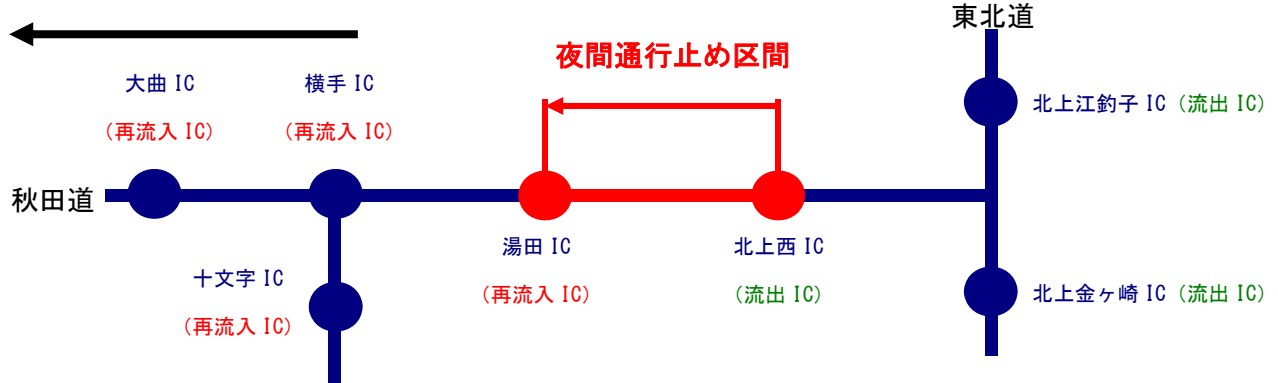 東北道
夜間通行止め区間
大曲 IC
(再流入 IC)
横手 IC
(再流入 IC)
北上江釣子 IC (流出 IC)
秋田道
湯田 IC
(再流入 IC)
北上西 IC
(流出 IC)
十文字 IC
(再流入 IC)
北上金ヶ崎 IC (流出 IC)